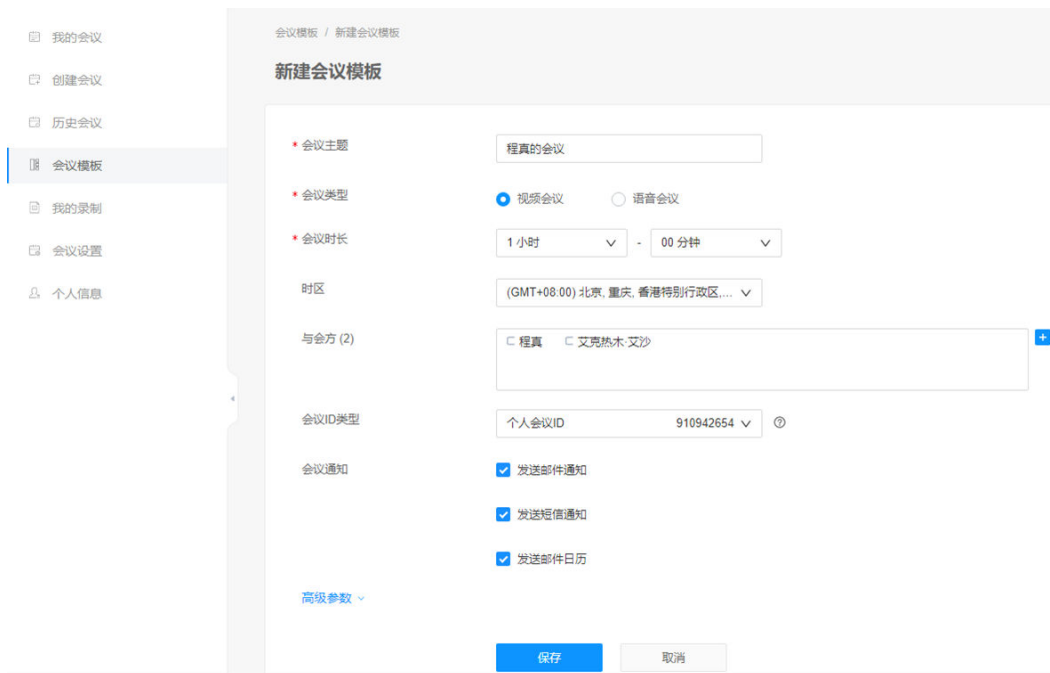 我的会议
创建会议
历史会议
会议模板
我的录制
会议设置
个人信息
会议模板 / 新建会议模板
新建会议模板
* 会议主题 程真的会议
* 会议类型 视频会议 语音会议
* 会议时长 1 小时 - 00 分钟
时区 (GMT+08:00) 北京, 重庆, 香港特别行政区,...
与会方 (2) 程真 艾克热木·艾沙
会议ID类型 个人会议ID 910942654
会议通知 发送邮件通知
发送短信通知
发送邮件日历
高级参数
保存 取消